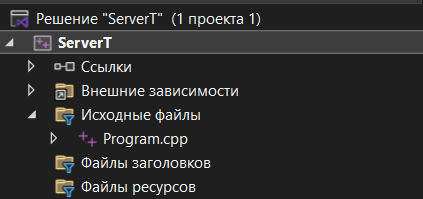 Решение "ServerT" (1 проекта 1)
ServerT
Ссылки
Внешние зависимости
Исходные файлы
Program.cpp
Файлы заголовков
Файлы ресурсов